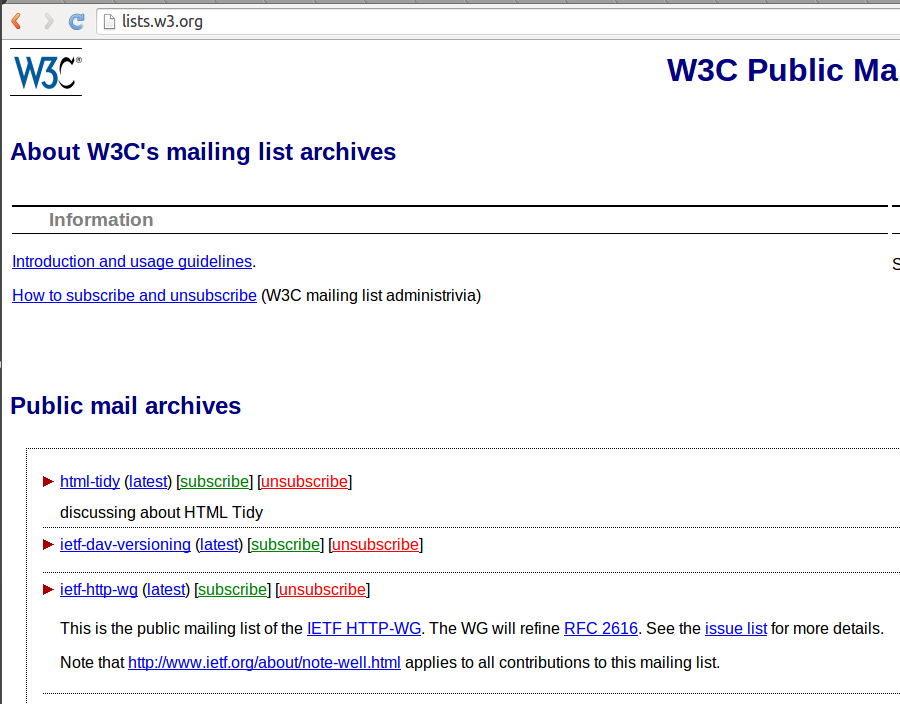 lists.w3.org
W3C®
W3C Public Ma
About W3C's mailing list archives
Information
Introduction and usage guidelines.
S
How to subscribe and unsubscribe (W3C mailing list administrivia)
Public mail archives
html-tidy (latest) [subscribe] [unsubscribe]
discussing about HTML Tidy
ietf-dav-versioning (latest) [subscribe] [unsubscribe]
ietf-http-wg (latest) [subscribe] [unsubscribe]
This is the public mailing list of the IETF HTTP-WG. The WG will refine RFC 2616. See the issue list for more details.
Note that http://www.ietf.org/about/note-well.html applies to all contributions to this mailing list.